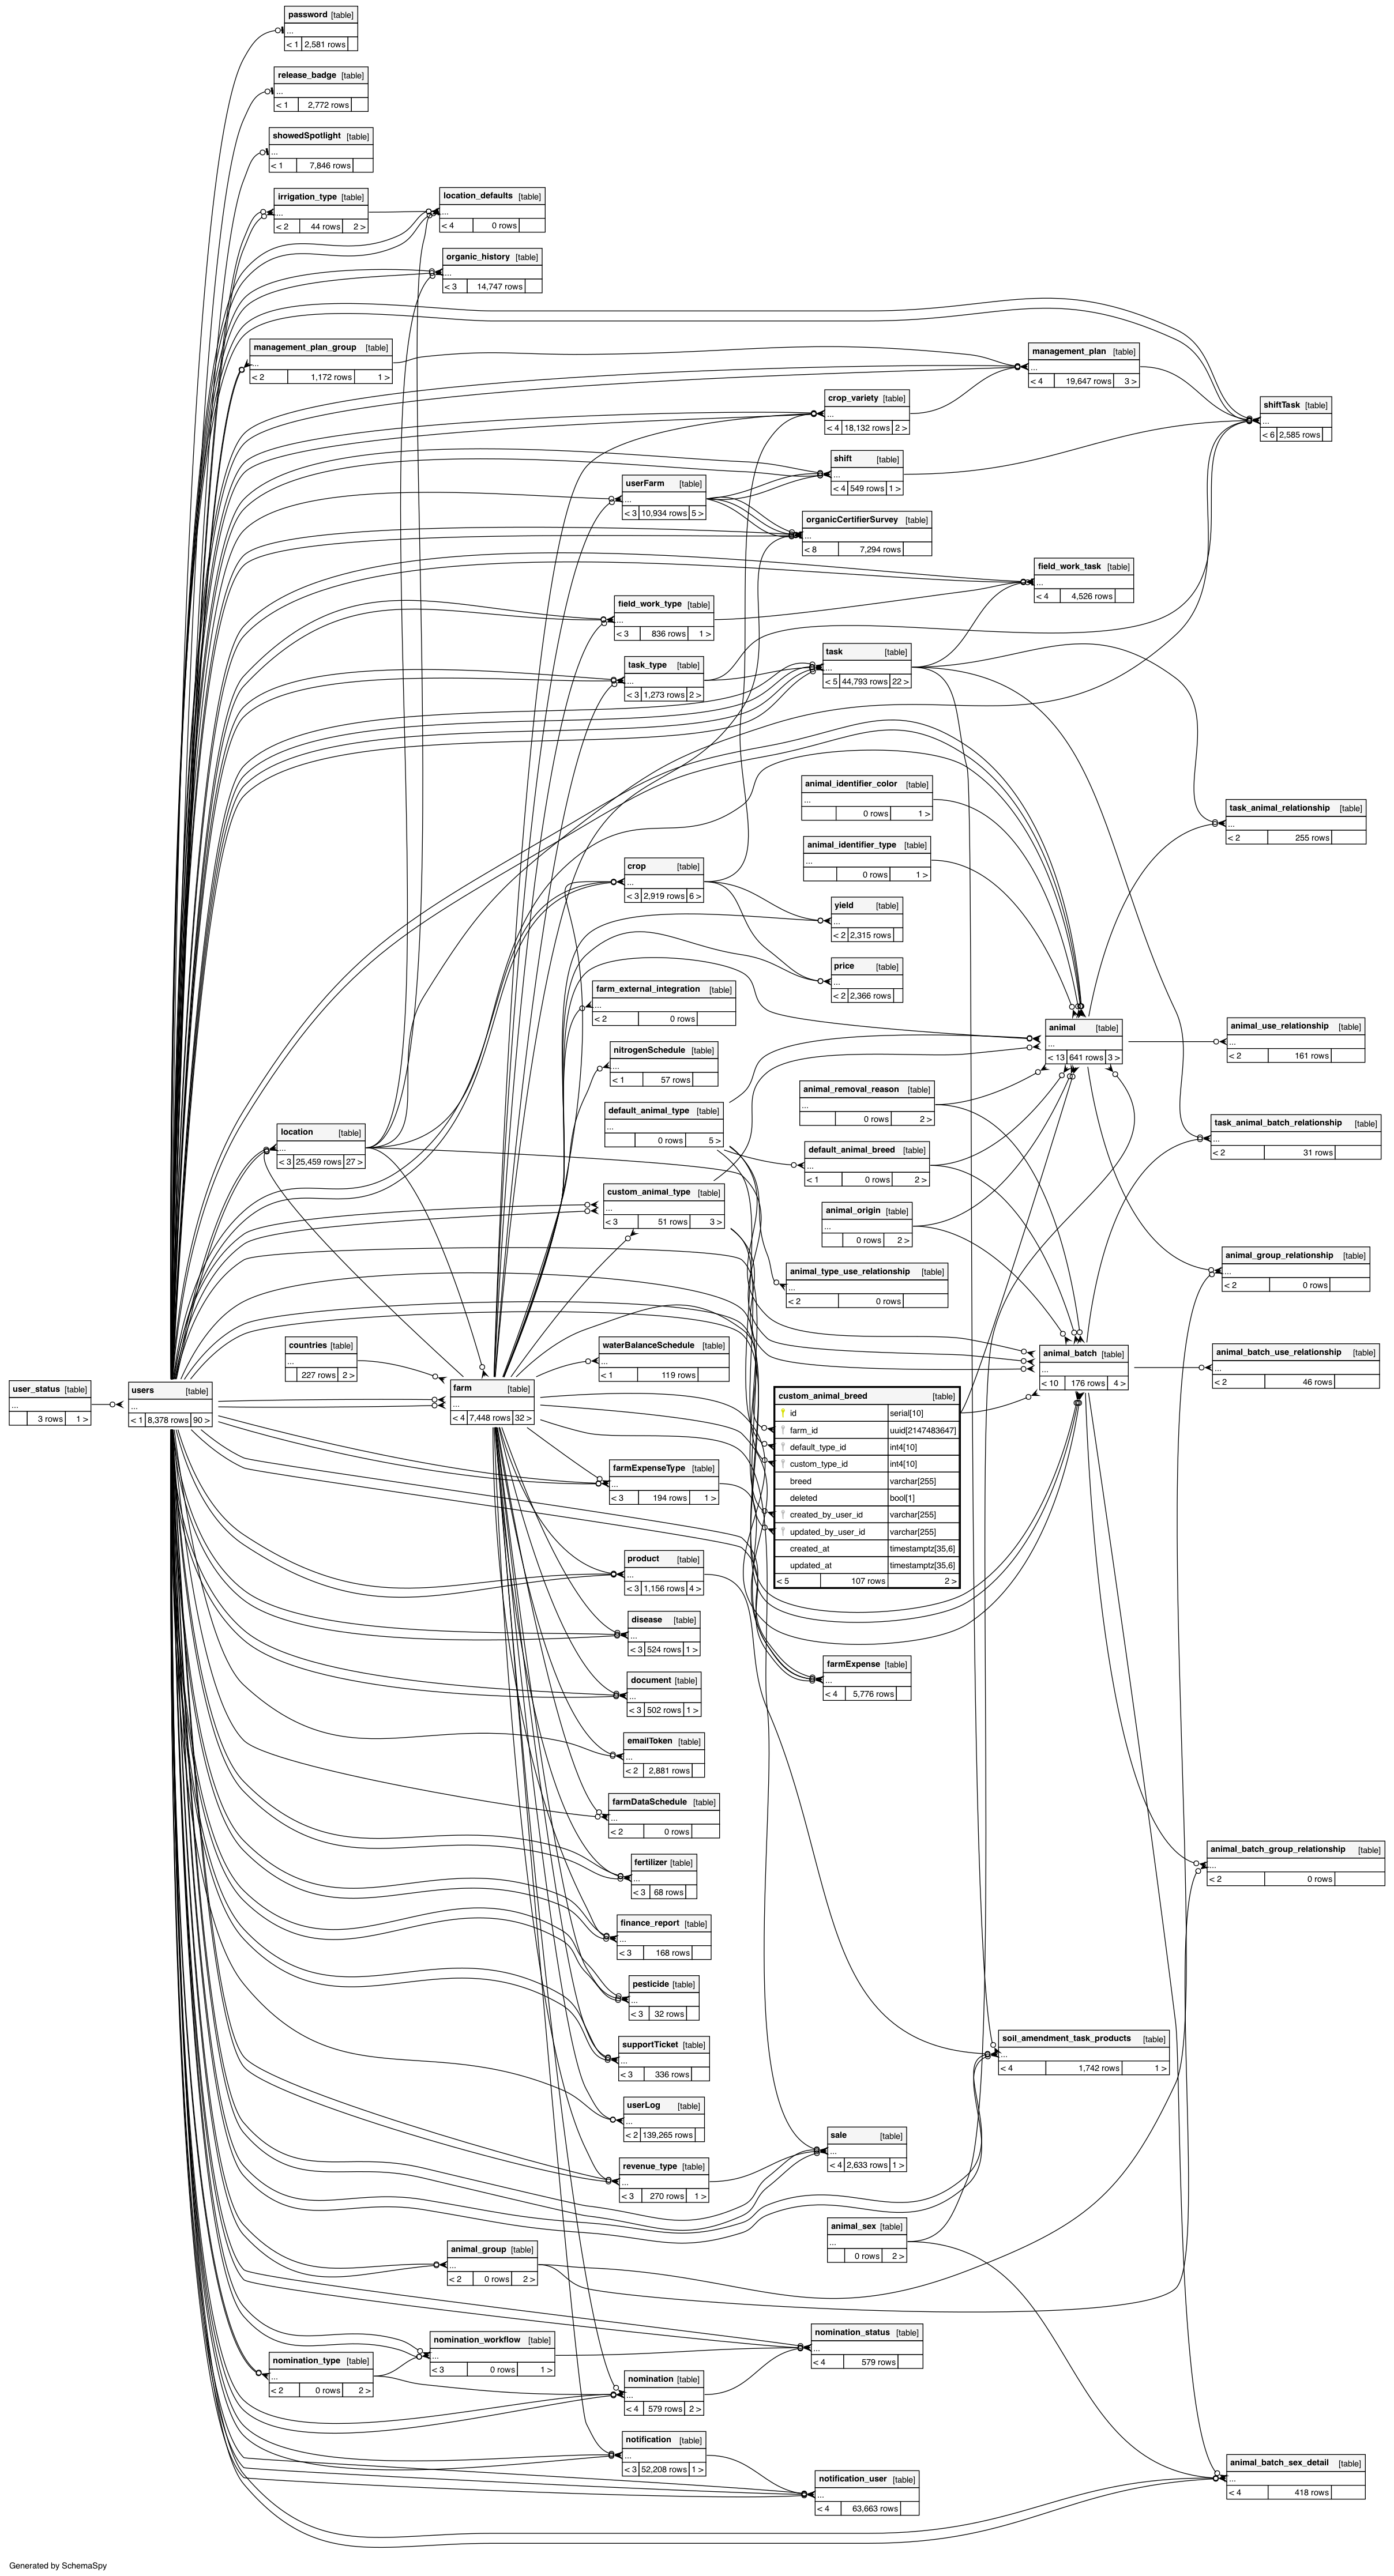 password [table]
...
< 1 2,581 rows
release_badge [table]
...
< 1 2,772 rows
showedSpotlight [table]
...
< 1 7,846 rows
irrigation_type [table]
...
< 2 44 rows 2 >
location_defaults [table]
...
< 4 0 rows
organic_history [table]
...
< 3 14,747 rows
management_plan_group [table]
...
< 2 1,172 rows 1 >
management_plan [table]
...
< 4 19,647 rows 3 >
crop_variety [table]
...
< 4 18,132 rows 2 >
shiftTask [table]
...
< 6 2,585 rows
shift [table]
...
< 4 549 rows 1 >
userFarm [table]
...
< 3 10,934 rows 5 >
organicCertifierSurvey [table]
...
< 8 7,294 rows
field_work_task [table]
...
< 4 4,526 rows
field_work_type [table]
...
< 3 836 rows 1 >
task [table]
...
< 5 44,793 rows 22 >
task_type [table]
...
< 3 1,273 rows 2 >
animal_identifier_color [table]
...
0 rows 1 >
task_animal_relationship [table]
...
< 2 255 rows
animal_identifier_type [table]
...
0 rows 1 >
crop [table]
...
< 3 2,919 rows 6 >
yield [table]
...
< 2 2,315 rows
price [table]
...
< 2 2,366 rows
farm_external_integration [table]
...
< 2 0 rows
animal [table]
...
< 13 641 rows 3 >
animal_use_relationship [table]
...
< 2 161 rows
nitrogenSchedule [table]
...
< 1 57 rows
animal_removal_reason [table]
...
0 rows 2 >
default_animal_type [table]
...
0 rows 5 >
task_animal_batch_relationship [table]
...
< 2 31 rows
location [table]
...
< 3 25,459 rows 27 >
default_animal_breed [table]
...
< 1 0 rows 2 >
custom_animal_type [table]
...
< 3 51 rows 3 >
animal_origin [table]
...
0 rows 2 >
animal_group_relationship [table]
...
< 2 0 rows
animal_type_use_relationship [table]
...
< 2 0 rows
countries [table]
...
227 rows 2 >
waterBalanceSchedule [table]
...
< 1 119 rows
animal_batch [table]
...
< 10 176 rows 4 >
animal_batch_use_relationship [table]
...
< 2 46 rows
user_status [table]
...
3 rows 1 >
users [table]
...
< 1 8,378 rows 90 >
farm [table]
...
< 4 7,448 rows 32 >
custom_animal_breed [table]
id serial[10]
farm_id uuid[2147483647]
default_type_id int4[10]
custom_type_id int4[10]
breed varchar[255]
deleted bool[1]
created_by_user_id varchar[255]
updated_by_user_id varchar[255]
created_at timestamptz[35,6]
updated_at timestamptz[35,6]
< 5 107 rows 2 >
farmExpenseType [table]
...
< 3 194 rows 1 >
product [table]
...
< 3 1,156 rows 4 >
disease [table]
...
< 3 524 rows 1 >
farmExpense [table]
...
< 4 5,776 rows
document [table]
...
< 3 502 rows 1 >
emailToken [table]
...
< 2 2,881 rows
farmDataSchedule [table]
...
< 2 0 rows
animal_batch_group_relationship [table]
...
< 2 0 rows
fertilizer [table]
...
< 3 68 rows
finance_report [table]
...
< 3 168 rows
pesticide [table]
...
< 3 32 rows
supportTicket [table]
...
< 3 336 rows
soil_amendment_task_products [table]
...
< 4 1,742 rows 1 >
userLog [table]
...
< 2 139,265 rows
sale [table]
...
< 4 2,633 rows 1 >
revenue_type [table]
...
< 3 270 rows 1 >
animal_sex [table]
...
0 rows 2 >
animal_group [table]
...
< 2 0 rows 2 >
nomination_status [table]
...
< 4 579 rows
nomination_workflow [table]
...
< 3 0 rows 1 >
nomination_type [table]
...
< 2 0 rows 2 >
nomination [table]
...
< 4 579 rows 2 >
notification [table]
...
< 3 52,208 rows 1 >
animal_batch_sex_detail [table]
...
< 4 418 rows
notification_user [table]
...
< 4 63,663 rows
Generated by SchemaSpy